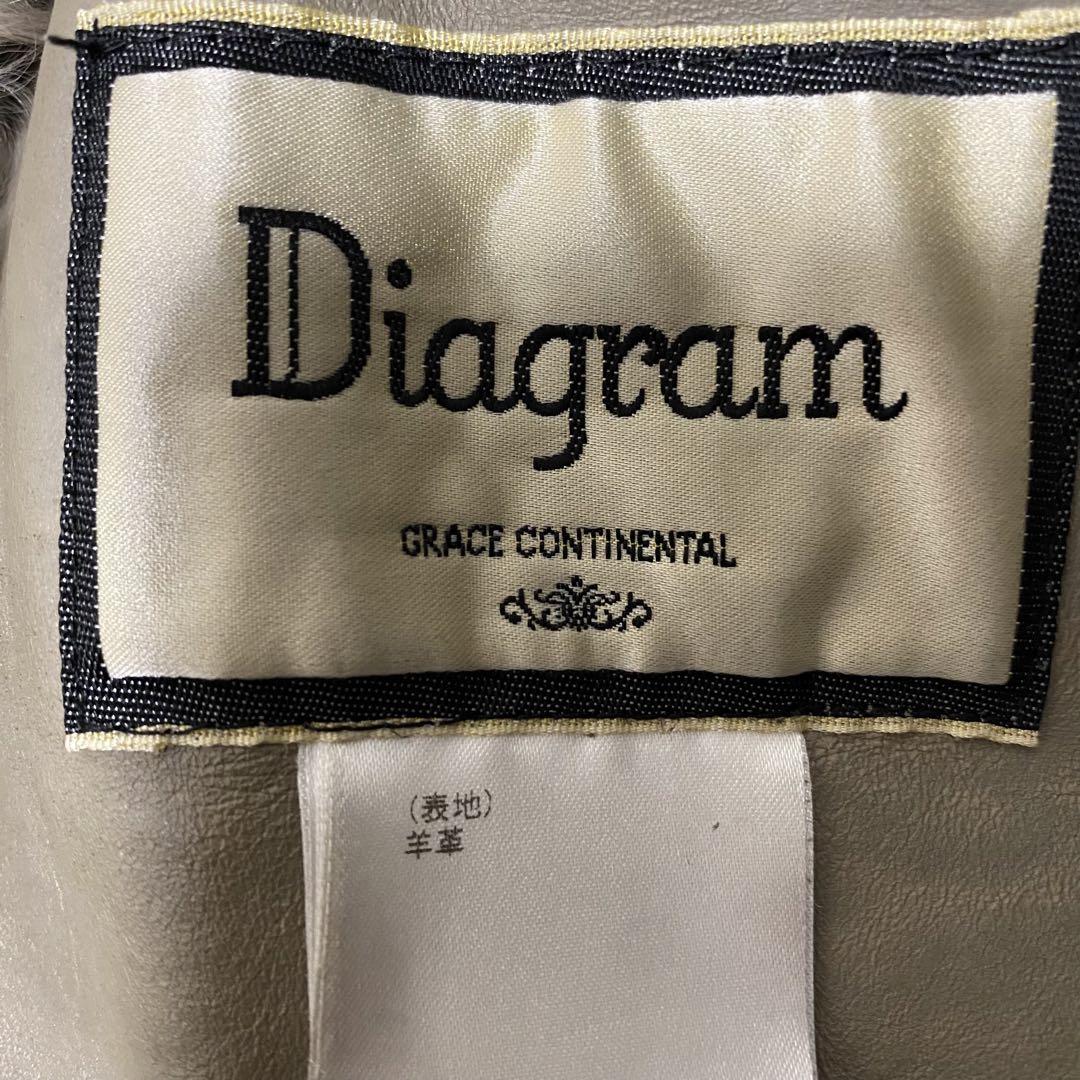 Diagram
GRACE CONTINENTAL
(表地)
羊革